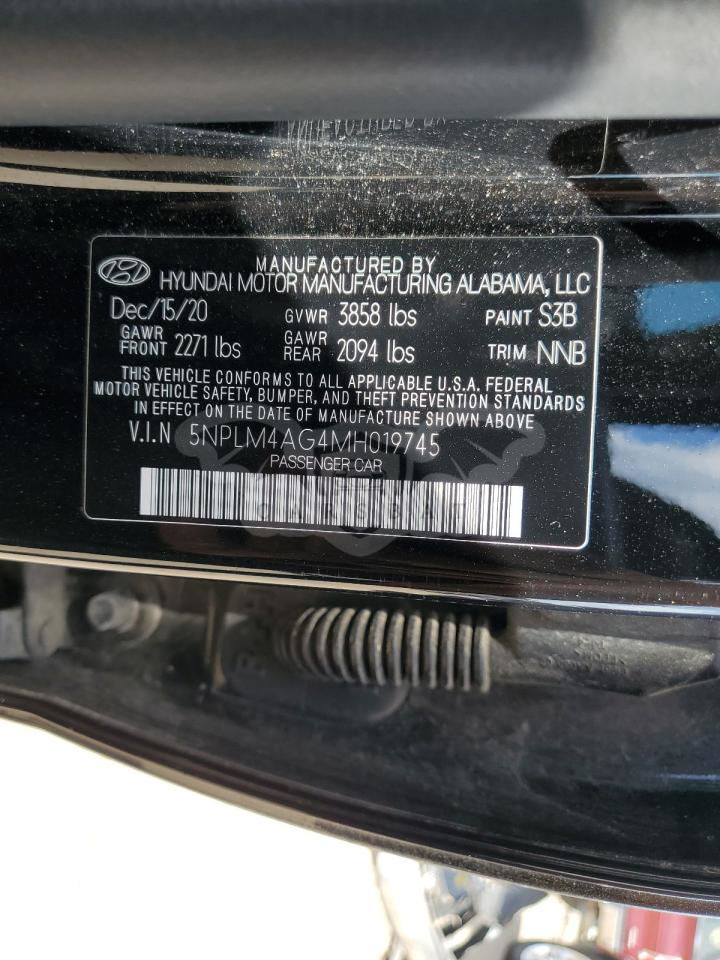 MANUFACTURED BY
HYUNDAI MOTOR MANUFACTURING ALABAMA, LLC
Dec/15/20 GVWR 3858 lbs PAINT S3B
GAWR FRONT 2271 lbs GAWR REAR 2094 lbs TRIM NNB
THIS VEHICLE CONFORMS TO ALL APPLICABLE U.S.A. FEDERAL
MOTOR VEHICLE SAFETY, BUMPER, AND THEFT PREVENTION STANDARDS
IN EFFECT ON THE DATE OF MANUFACTURE SHOWN ABOVE
V.I.N 5NPLM4AG4MH019745
PASSENGER CAR
CARSBAT